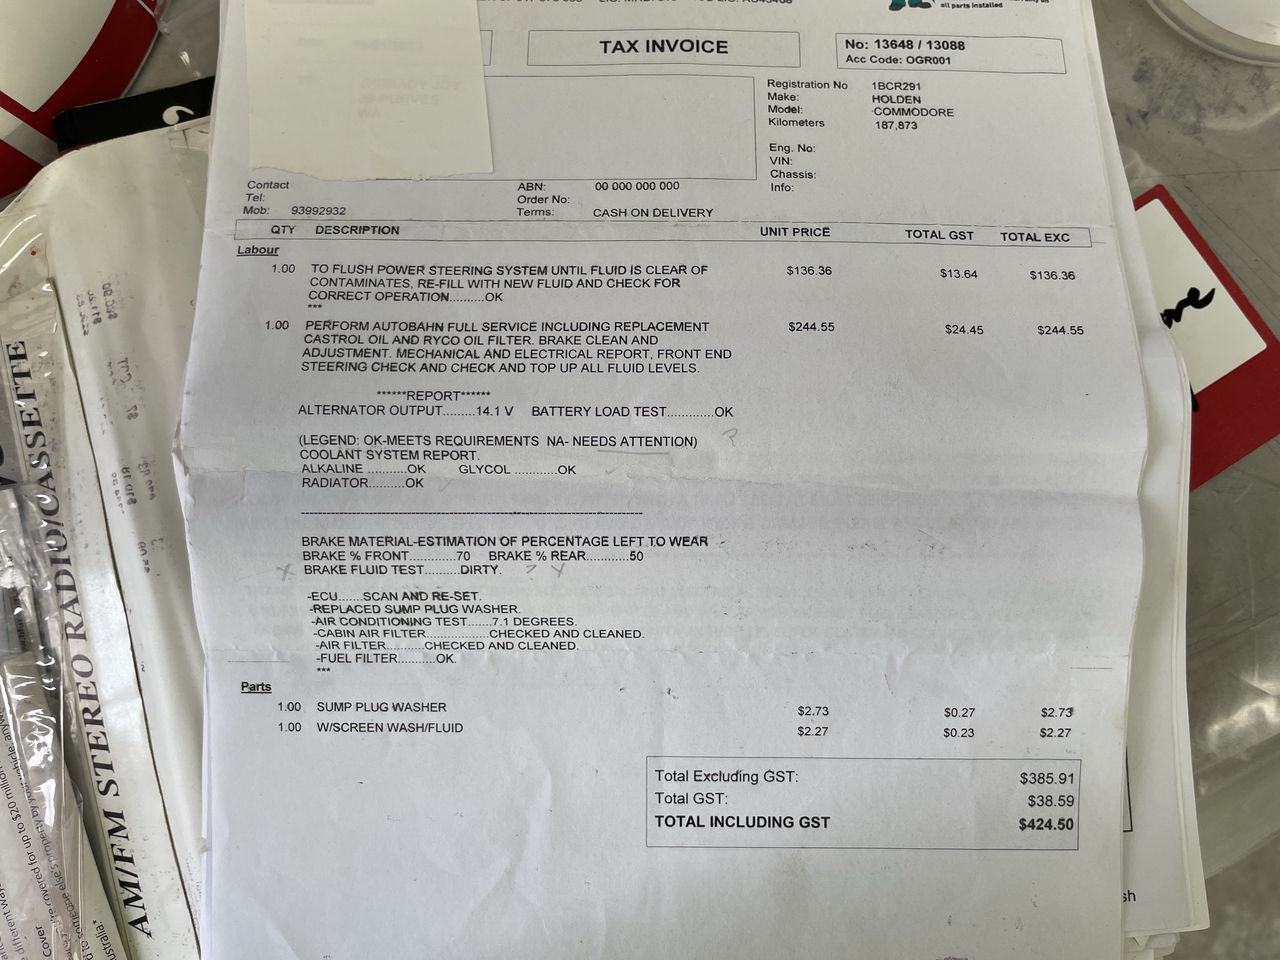 all parts installed
TAX INVOICE
No: 13648 / 13088
Acc Code: OGR001
Registration No 1BCR291
Make: HOLDEN
Model: COMMODORE
Kilometers 187,873
Eng. No:
VIN:
Chassis:
Info:
Contact
Tel:
Mob: 93992932
ABN: 00 000 000 000
Order No:
Terms: CASH ON DELIVERY
QTY DESCRIPTION UNIT PRICE TOTAL GST TOTAL EXC
Labour
1.00 TO FLUSH POWER STEERING SYSTEM UNTIL FLUID IS CLEAR OF $136.36 $13.64 $136.36
CONTAMINATES, RE-FILL WITH NEW FLUID AND CHECK FOR
CORRECT OPERATION..........OK
***
1.00 PERFORM AUTOBAHN FULL SERVICE INCLUDING REPLACEMENT $244.55 $24.45 $244.55
CASTROL OIL AND RYCO OIL FILTER. BRAKE CLEAN AND
ADJUSTMENT. MECHANICAL AND ELECTRICAL REPORT, FRONT END
STEERING CHECK AND CHECK AND TOP UP ALL FLUID LEVELS.
******REPORT******
ALTERNATOR OUTPUT.........14.1 V BATTERY LOAD TEST.............OK
(LEGEND: OK-MEETS REQUIREMENTS NA- NEEDS ATTENTION) ?
COOLANT SYSTEM REPORT.
ALKALINE ...........OK GLYCOL ............OK
RADIATOR..........OK
BRAKE MATERIAL-ESTIMATION OF PERCENTAGE LEFT TO WEAR
BRAKE % FRONT............70 BRAKE % REAR...........50
x BRAKE FLUID TEST..........DIRTY. ? x
-ECU.......SCAN AND RE-SET.
-REPLACED SUMP PLUG WASHER.
-AIR CONDITIONING TEST.......7.1 DEGREES.
-CABIN AIR FILTER...................CHECKED AND CLEANED.
-AIR FILTER...........CHECKED AND CLEANED.
-FUEL FILTER...........OK.
***
Parts
1.00 SUMP PLUG WASHER $2.73 $0.27 $2.73
1.00 W/SCREEN WASH/FLUID $2.27 $0.23 $2.27
Total Excluding GST: $385.91
Total GST: $38.59
TOTAL INCLUDING GST $424.50
AM/FM STEREO RADIO/CASSETTE